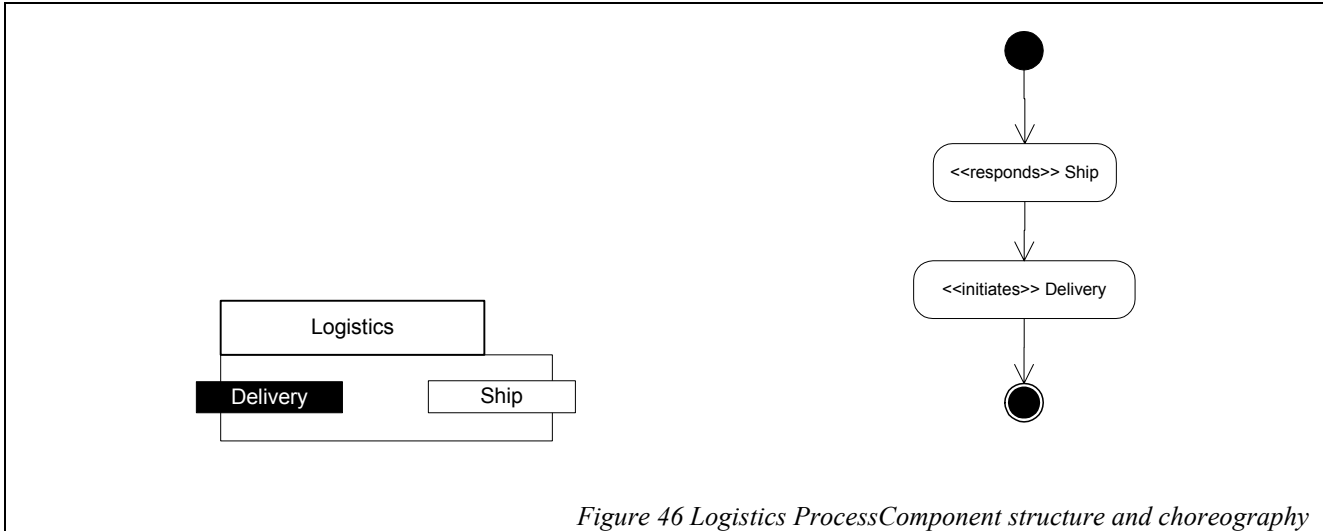 <<responds>> Ship
<<initiates>> Delivery
Logistics
Delivery
Ship
Figure 46 Logistics ProcessComponent structure and choreography